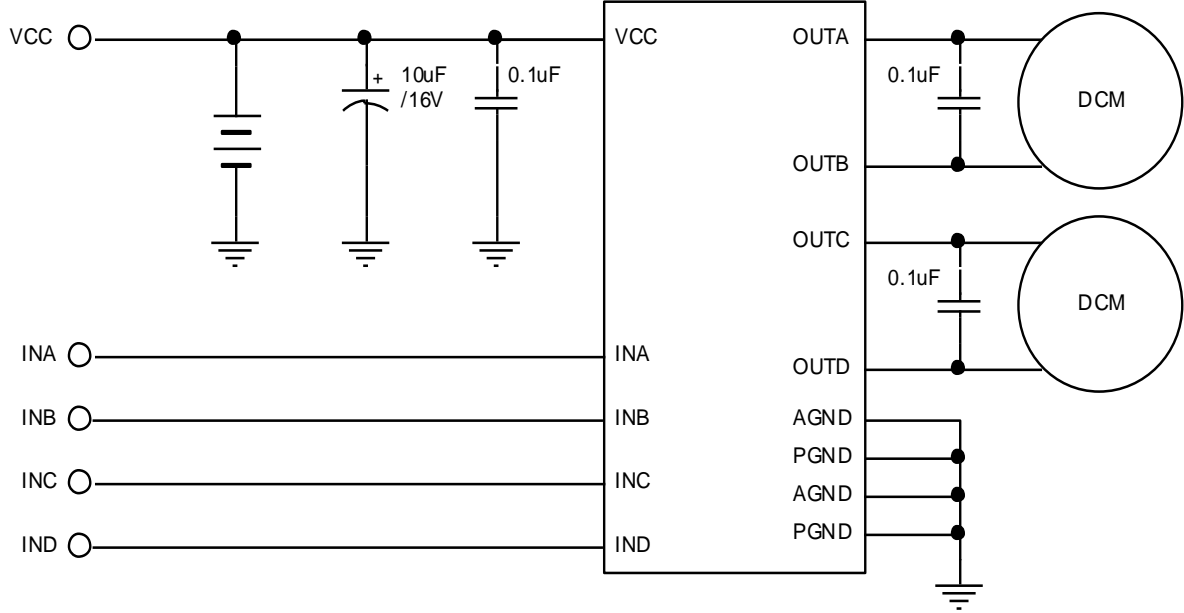 VCC
VCC
OUTA
+ 10uF
/16V
0.1uF
0.1uF
DCM
OUTB
OUTC
0.1uF
DCM
INA
INA
OUTD
INB
INB
AGND
PGND
INC
INC
AGND
PGND
IND
IND